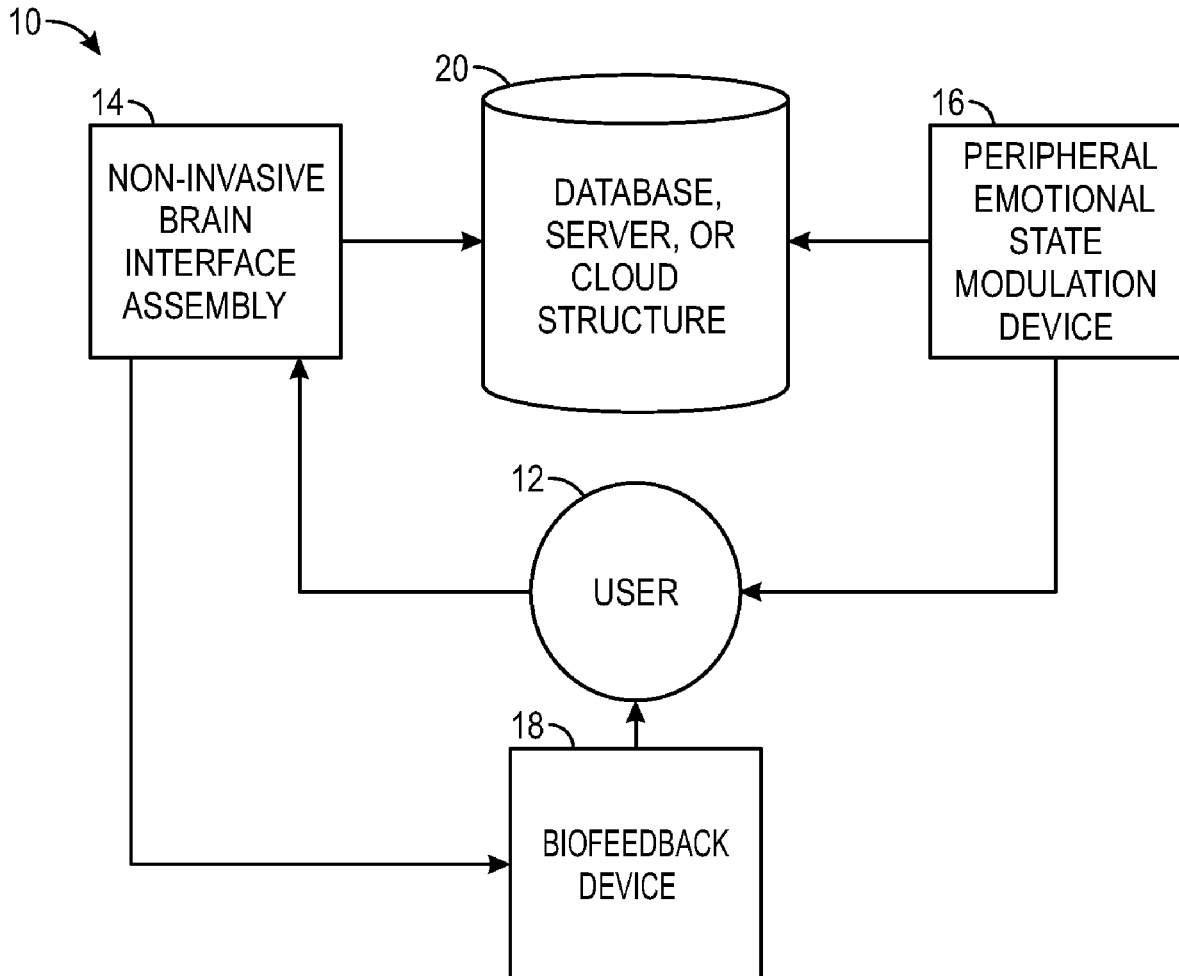 10
14
NON-INVASIVE
BRAIN
INTERFACE
ASSEMBLY
20
DATABASE,
SERVER, OR
CLOUD
STRUCTURE
16
PERIPHERAL
EMOTIONAL
STATE
MODULATION
DEVICE
12
USER
18
BIOFEEDBACK
DEVICE